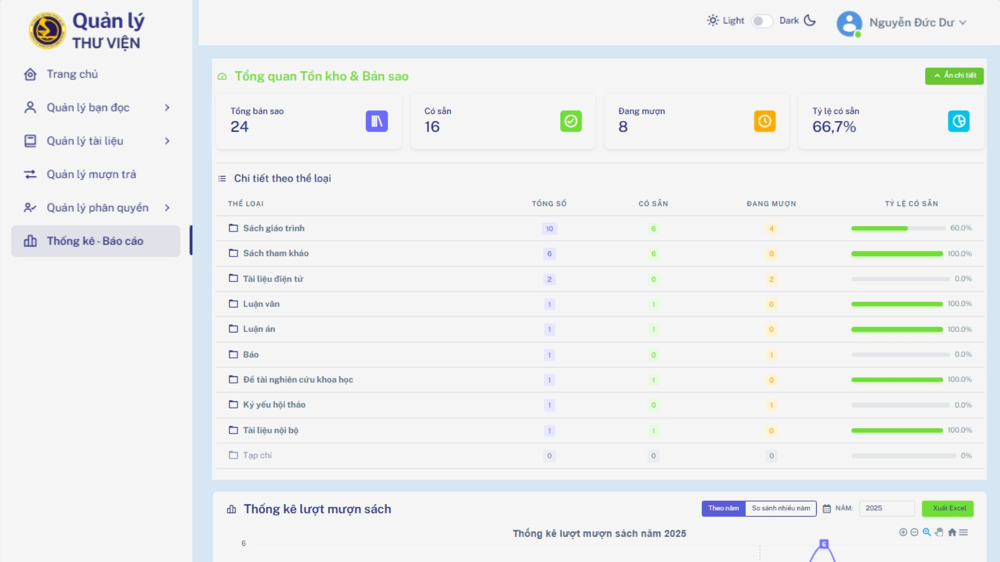 Quản lý
THƯ VIỆN
Trang chủ
Quản lý bạn đọc
Quản lý tài liệu
Quản lý mượn trả
Quản lý phân quyền
Thống kê - Báo cáo
Light Dark Nguyễn Đức Dư
Tổng quan Tồn kho & Bản sao
Ẩn chi tiết
Tổng bản sao
24
Có sẵn
16
Đang mượn
8
Tỷ lệ có sẵn
66,7%
Chi tiết theo thể loại
THỂ LOẠI TỔNG SỐ CÓ SẴN ĐANG MƯỢN TỶ LỆ CÓ SẴN
Sách giáo trình 10 6 4 60.0%
Sách tham khảo 6 6 0 100.0%
Tài liệu điện tử 2 0 2 0.0%
Luận văn 1 1 0 100.0%
Luận án 1 1 0 100.0%
Báo 1 0 1 0.0%
Đề tài nghiên cứu khoa học 1 1 0 100.0%
Kỷ yếu hội thảo 1 0 1 0.0%
Tài liệu nội bộ 1 1 0 100.0%
Tạp chí 0 0 0 0%
Thống kê lượt mượn sách
Theo năm So sánh nhiều năm NĂM: 2025 Xuất Excel
Thống kê lượt mượn sách năm 2025
6
6